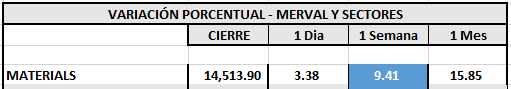 VARIACIÓN PORCENTUAL - MERVAL Y SECTORES
CIERRE 1 Dia 1 Semana 1 Mes
MATERIALS 14,513.90 3.38 9.41 15.85